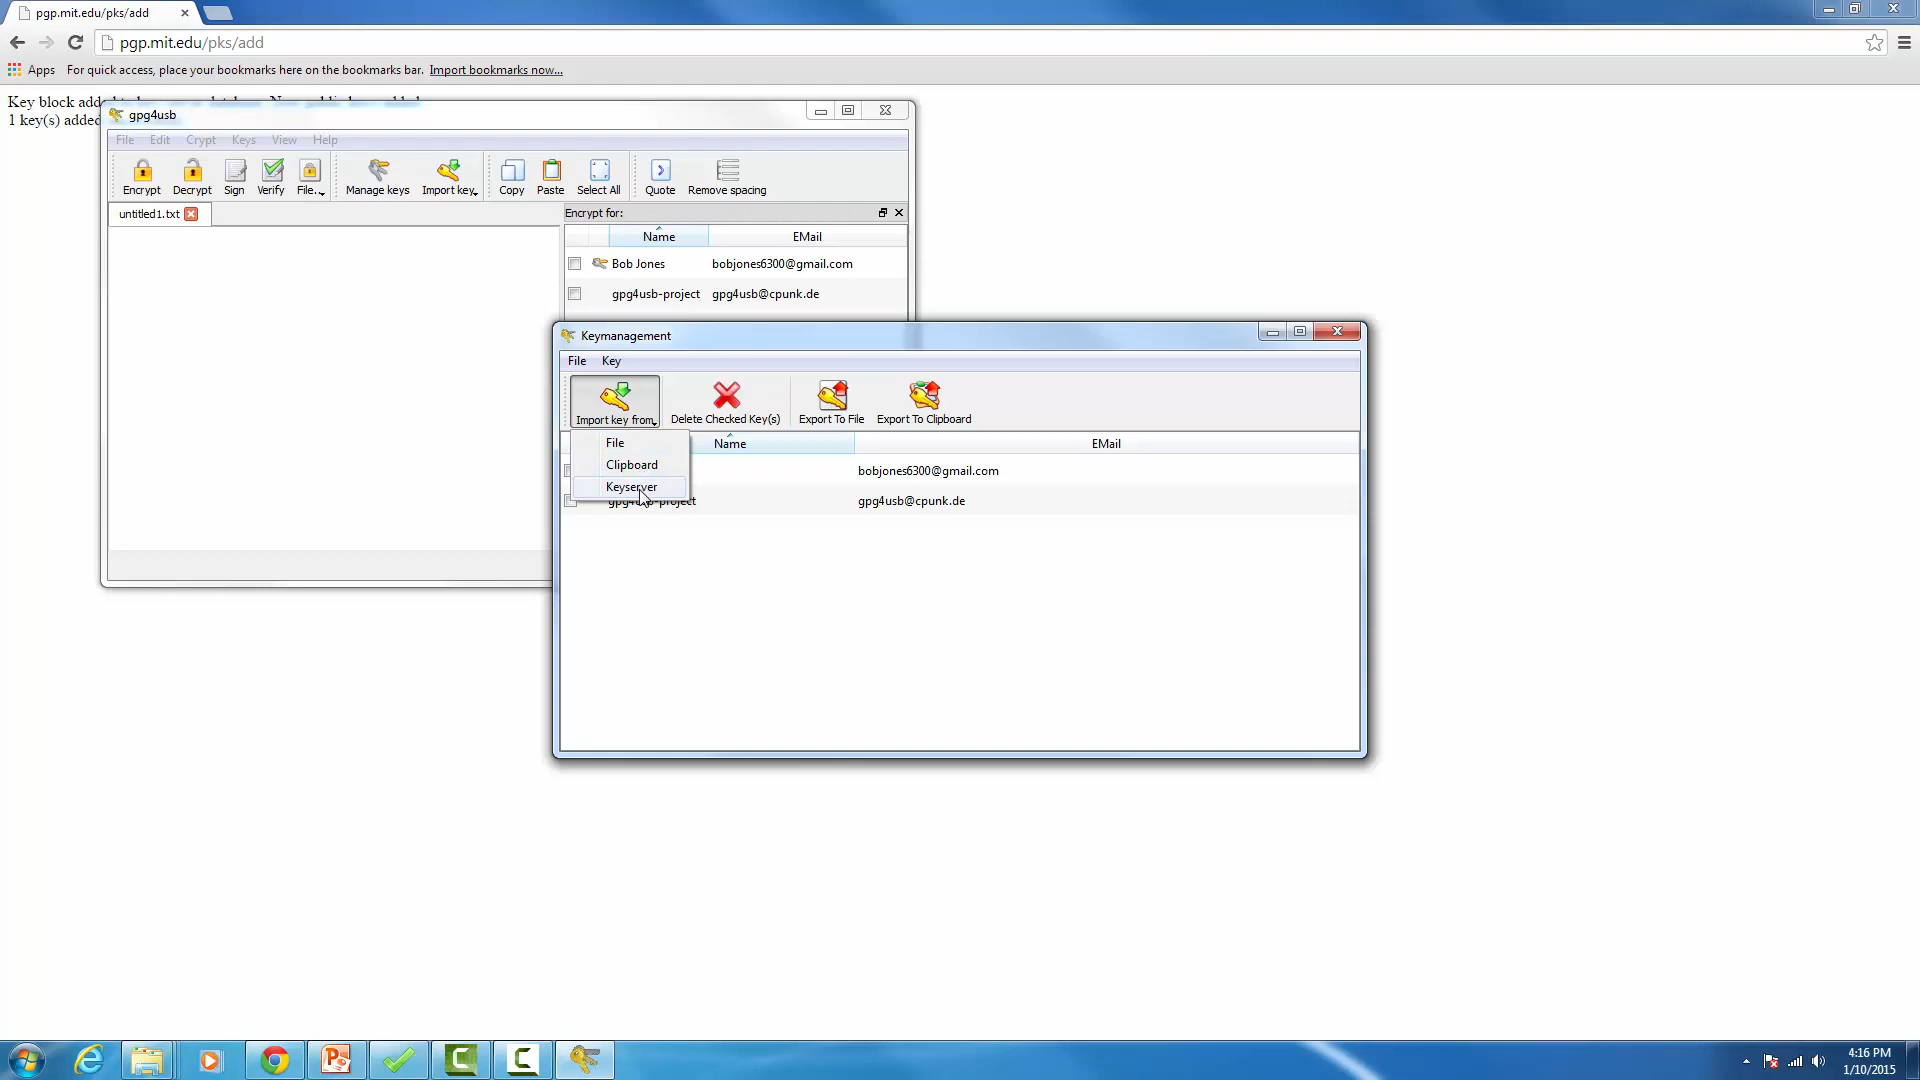 pgp.mit.edu/pks/add
pgp.mit.edu/pks/add
Apps For quick access, place your bookmarks here on the bookmarks bar. Import bookmarks now...
Key block added
1 key(s) added
gpg4usb
File Edit Crypt Keys View Help
Encrypt Decrypt Sign Verify File.. Manage keys Import key Copy Paste Select All Quote Remove spacing
untitled1.txt
Encrypt for:
Name EMail
Bob Jones bobjones6300@gmail.com
gpg4usb-project gpg4usb@cpunk.de
Keymanagement
File Key
Import key from Delete Checked Key(s) Export To File Export To Clipboard
Name EMail
File
Clipboard
Keyserver
bobjones6300@gmail.com
gpg4usb-project gpg4usb@cpunk.de
4:16 PM
1/10/2015